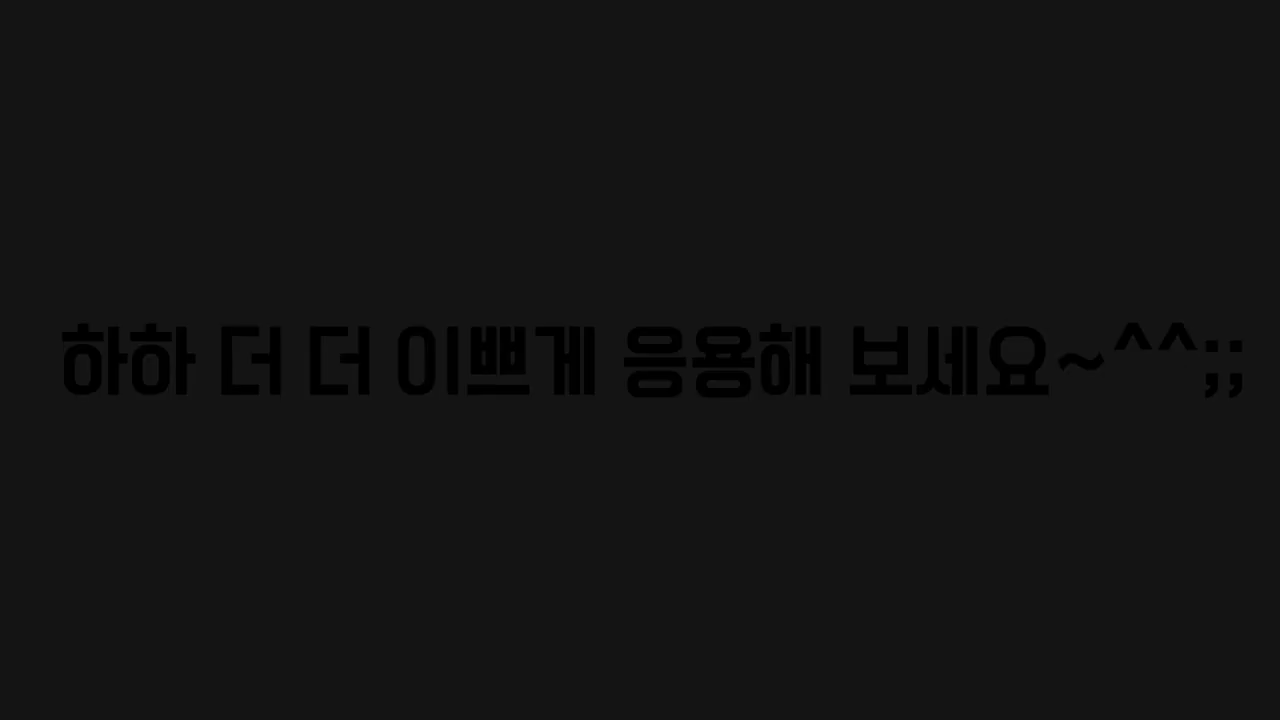 하하 더 더 이쁘게 응용해 보세요~^^;;